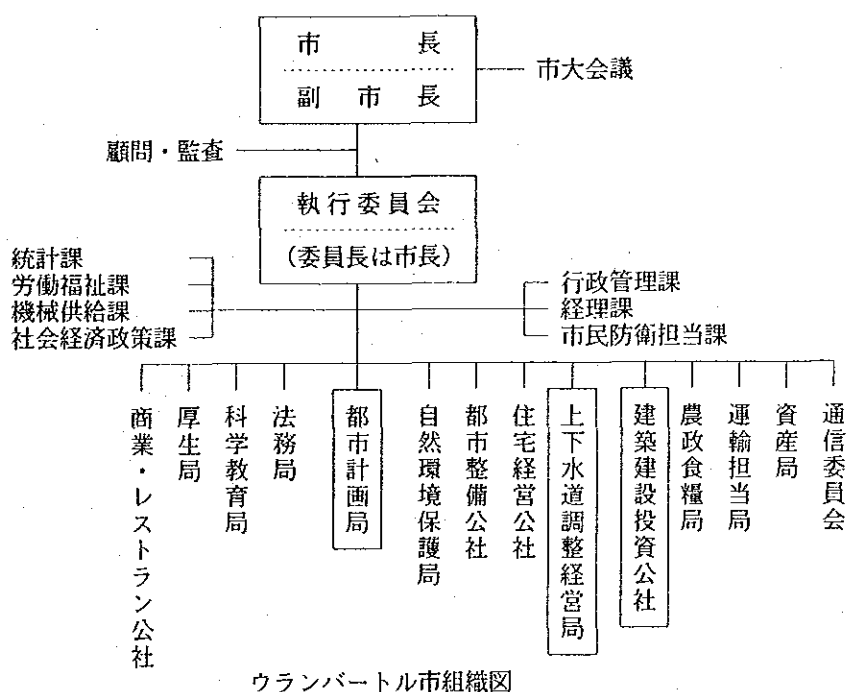 市長
副市長
市大会議
顧問・監査
執行委員会
(委員長は市長)
統計課
労働福祉課
機械供給課
社会経済政策課
行政管理課
経理課
市民防衛担当課
商業・レストラン公社
厚生局
科学教育局
法務局
都市計画局
自然環境保護局
都市整備公社
住宅経営公社
上下水道調整経営局
建築建設投資公社
農政食糧局
運輸担当局
資産局
通信委員会
ウランバートル市組織図